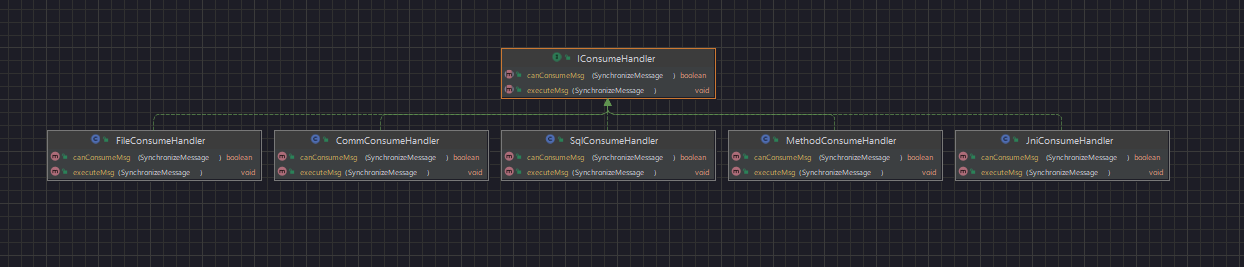 IConsumeHandler
canConsumeMsg (SynchronizeMessage ) boolean
executeMsg (SynchronizeMessage ) void
FileConsumeHandler
canConsumeMsg (SynchronizeMessage ) boolean
executeMsg (SynchronizeMessage ) void
CommConsumeHandler
canConsumeMsg (SynchronizeMessage ) boolean
executeMsg (SynchronizeMessage ) void
SqlConsumeHandler
canConsumeMsg (SynchronizeMessage ) boolean
executeMsg (SynchronizeMessage ) void
MethodConsumeHandler
canConsumeMsg (SynchronizeMessage ) boolean
executeMsg (SynchronizeMessage ) void
JniConsumeHandler
canConsumeMsg (SynchronizeMessage ) boolean
executeMsg (SynchronizeMessage ) void